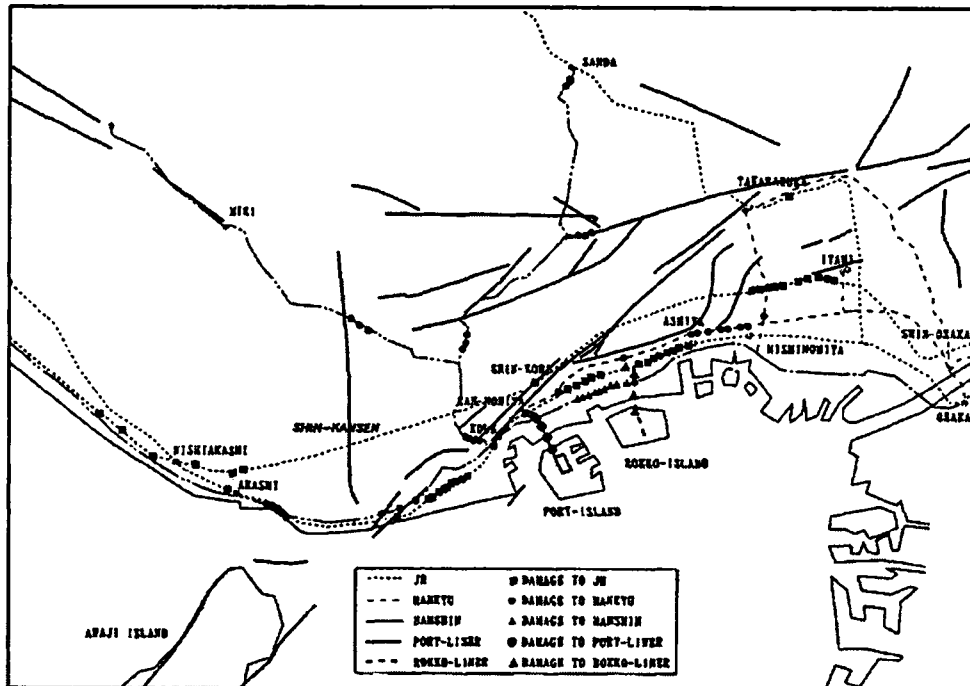 SANDA
TAKARAZUKA
MIKI
ITAMI
ASHIYA
SHIN-OSAKA
NISHINOMIYA
SHIN-KOBE
SAN-NOMIYA
OSAKA
SHIN-KANSEN
KOBE
NISHIAKASHI
ROKKO-ISLAND
AKASHI
PORT-ISLAND
JR
DAMAGE TO JR
HANKYU
DAMAGE TO HANKYU
HANSHIN
DAMAGE TO HANSHIN
PORT-LINER
DAMAGE TO PORT-LINER
ROKKO-LINER
DAMAGE TO ROKKO-LINER
AWAJI ISLAND